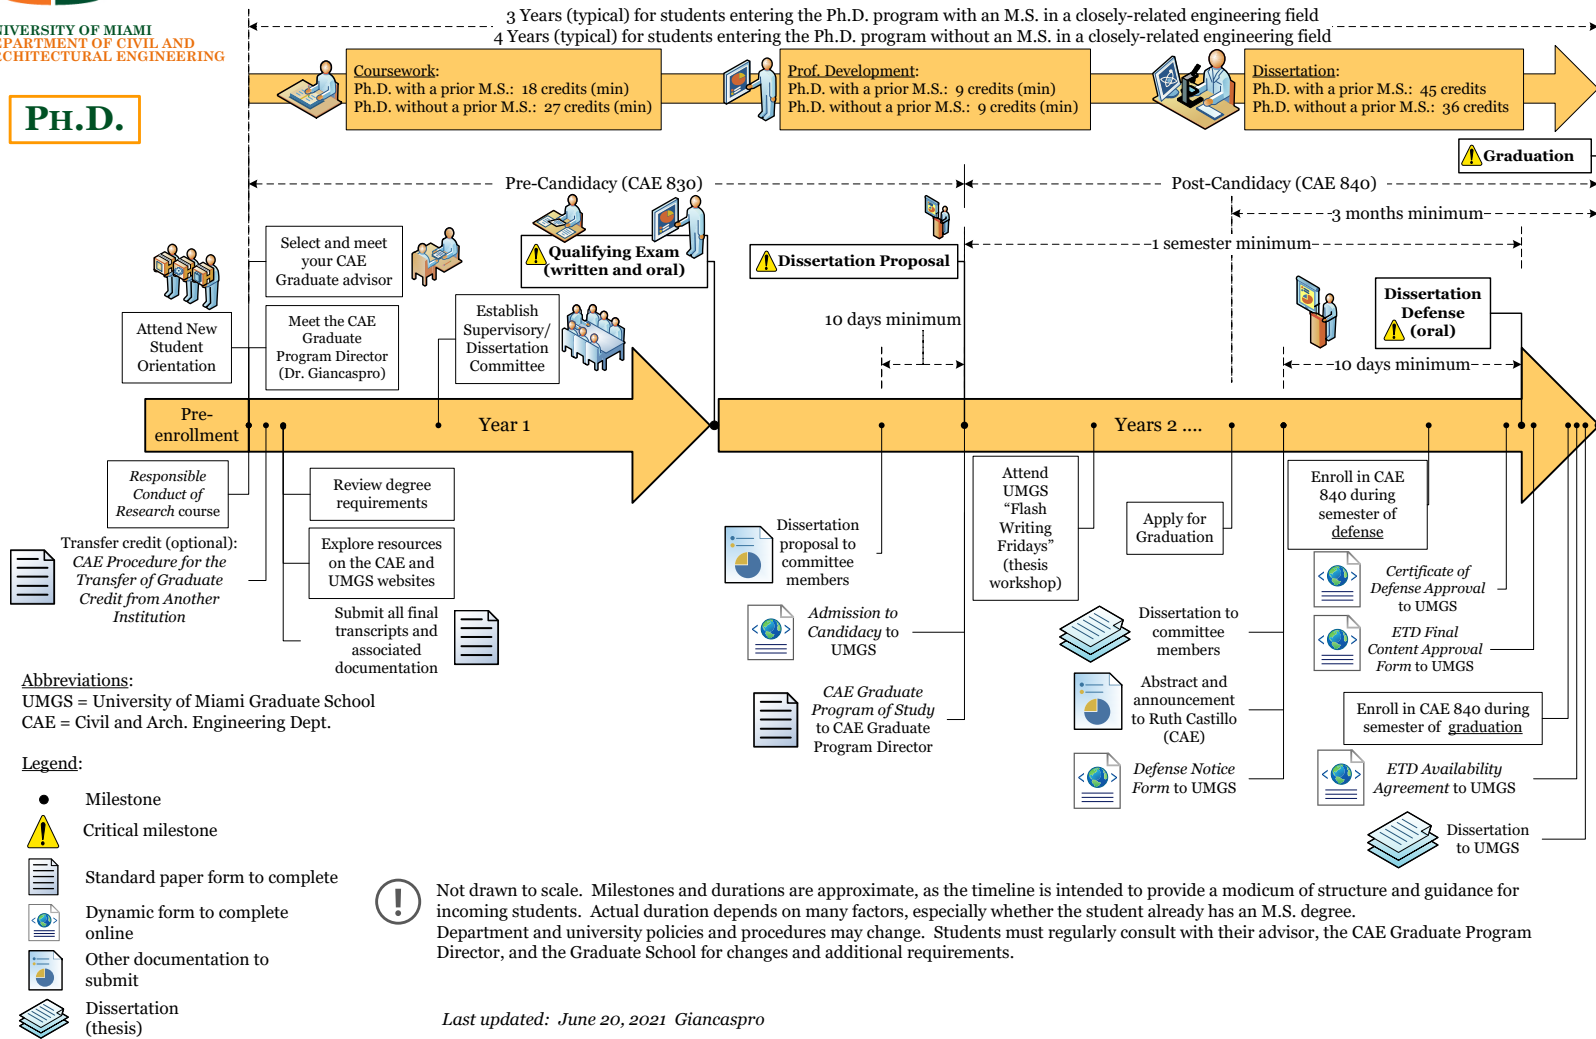 UNIVERSITY OF MIAMI
DEPARTMENT OF CIVIL AND
ARCHITECTURAL ENGINEERING
PH.D.
3 Years (typical) for students entering the Ph.D. program with an M.S. in a closely-related engineering field
4 Years (typical) for students entering the Ph.D. program without an M.S. in a closely-related engineering field
Coursework:
Ph.D. with a prior M.S.: 18 credits (min)
Ph.D. without a prior M.S.: 27 credits (min)
Prof. Development:
Ph.D. with a prior M.S.: 9 credits (min)
Ph.D. without a prior M.S.: 9 credits (min)
Dissertation:
Ph.D. with a prior M.S.: 45 credits
Ph.D. without a prior M.S.: 36 credits
Graduation
Pre-Candidacy (CAE 830)
Post-Candidacy (CAE 840)
3 months minimum
1 semester minimum
Select and meet
your CAE
Graduate advisor
Qualifying Exam
(written and oral)
Dissertation Proposal
Attend New
Student
Orientation
Meet the CAE
Graduate
Program Director
(Dr. Giancaspro)
Establish
Supervisory/
Dissertation
Committee
10 days minimum
Dissertation
Defense
(oral)
10 days minimum
Pre-
enrollment
Year 1
Years 2 ....
Responsible
Conduct of
Research course
Review degree
requirements
Transfer credit (optional):
CAE Procedure for the
Transfer of Graduate
Credit from Another
Institution
Explore resources
on the CAE and
UMGS websites
Submit all final
transcripts and
associated
documentation
Dissertation
proposal to
committee
members
Admission to
Candidacy to
UMGS
CAE Graduate
Program of Study
to CAE Graduate
Program Director
Attend
UMGS
“Flash
Writing
Fridays”
(thesis
workshop)
Apply for
Graduation
Dissertation to
committee
members
Abstract and
announcement
to Ruth Castillo
(CAE)
Defense Notice
Form to UMGS
Enroll in CAE
840 during
semester of
defense
Certificate of
Defense Approval
to UMGS
ETD Final
Content Approval
Form to UMGS
Enroll in CAE 840 during
semester of graduation
ETD Availability
Agreement to UMGS
Dissertation
to UMGS
Abbreviations:
UMGS = University of Miami Graduate School
CAE = Civil and Arch. Engineering Dept.
Legend:
Milestone
Critical milestone
Standard paper form to complete
Dynamic form to complete
online
Other documentation to
submit
Dissertation
(thesis)
Not drawn to scale. Milestones and durations are approximate, as the timeline is intended to provide a modicum of structure and guidance for
incoming students. Actual duration depends on many factors, especially whether the student already has an M.S. degree.
Department and university policies and procedures may change. Students must regularly consult with their advisor, the CAE Graduate Program
Director, and the Graduate School for changes and additional requirements.
Last updated: June 20, 2021 Giancaspro